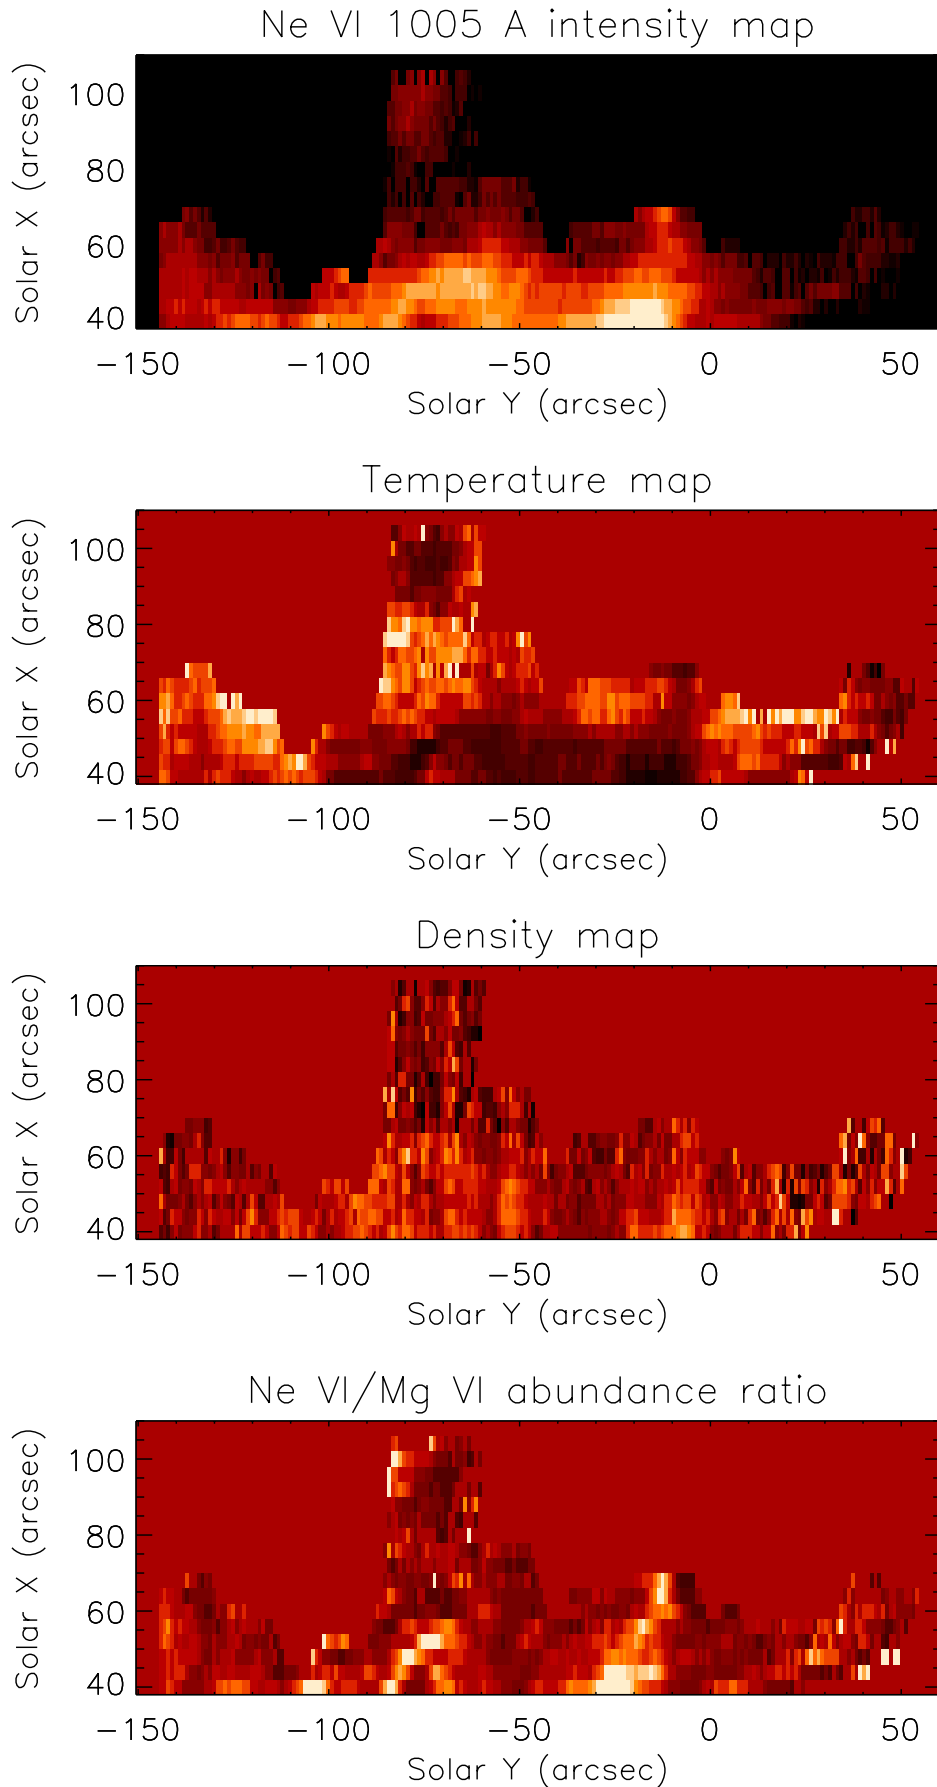 Ne VI 1005 A intensity map
Solar X (arcsec)
100
80
60
40
−150 −100 −50 0 50
Solar Y (arcsec)
Temperature map
Solar X (arcsec)
100
80
60
40
−150 −100 −50 0 50
Solar Y (arcsec)
Density map
Solar X (arcsec)
100
80
60
40
−150 −100 −50 0 50
Solar Y (arcsec)
Ne VI/Mg VI abundance ratio
Solar X (arcsec)
100
80
60
40
−150 −100 −50 0 50
Solar Y (arcsec)